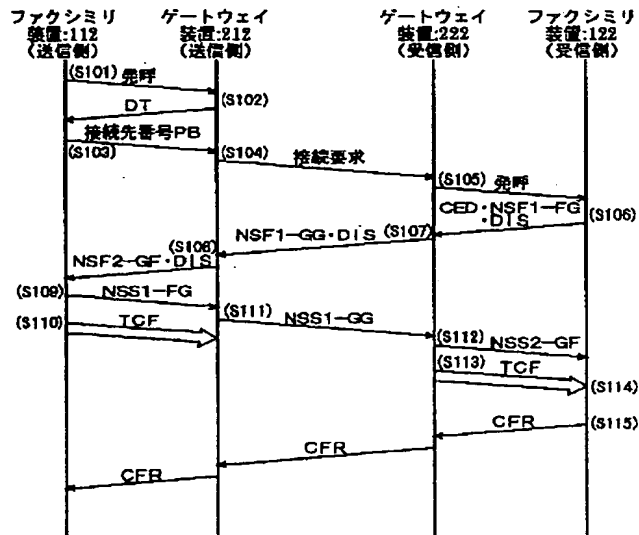 ファクシミリ ゲートウェイ ゲートウェイ ファクシミリ
装置:112 装置:212 装置:222 装置:122
(送信側) (送信側) (受信側) (受信側)
(S101) 発呼
DT (S102)
接続先番号PB
(S103) (S104) 接続要求
(S105) 発呼
CED・NSF1-FG
・DIS (S106)
NSF1-GG・DIS (S107)
(S108)
NSF2-GF・DIS
(S109) NSS1-FG
(S110) TCF (S111) NSS1-GG
(S112) NSS2-GF
(S113) TCF
(S114)
CFR (S115)
CFR
CFR